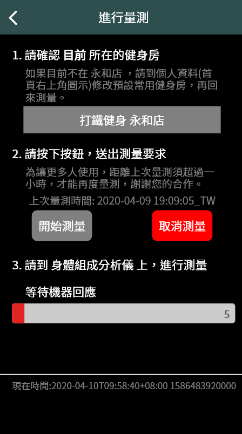 進行量測
1. 請確認 目前 所在的健身房
如果目前不在 永和店 ，請到個人資料(首
頁右上角圖示)修改預設常用健身房，再回
來測量。
打鐵健身 永和店
2. 請按下按鈕，送出測量要求
為讓更多人使用，距離上次量測須超過一
小時，才能再度量測，謝謝您的合作。
上次量測時間: 2020-04-09 19:09:05_TW
開始測量
取消測量
3. 請到 身體組成分析儀 上，進行測量
等待機器回應
5
現在時間:2020-04-10T09:58:40+08:00 1586483920000